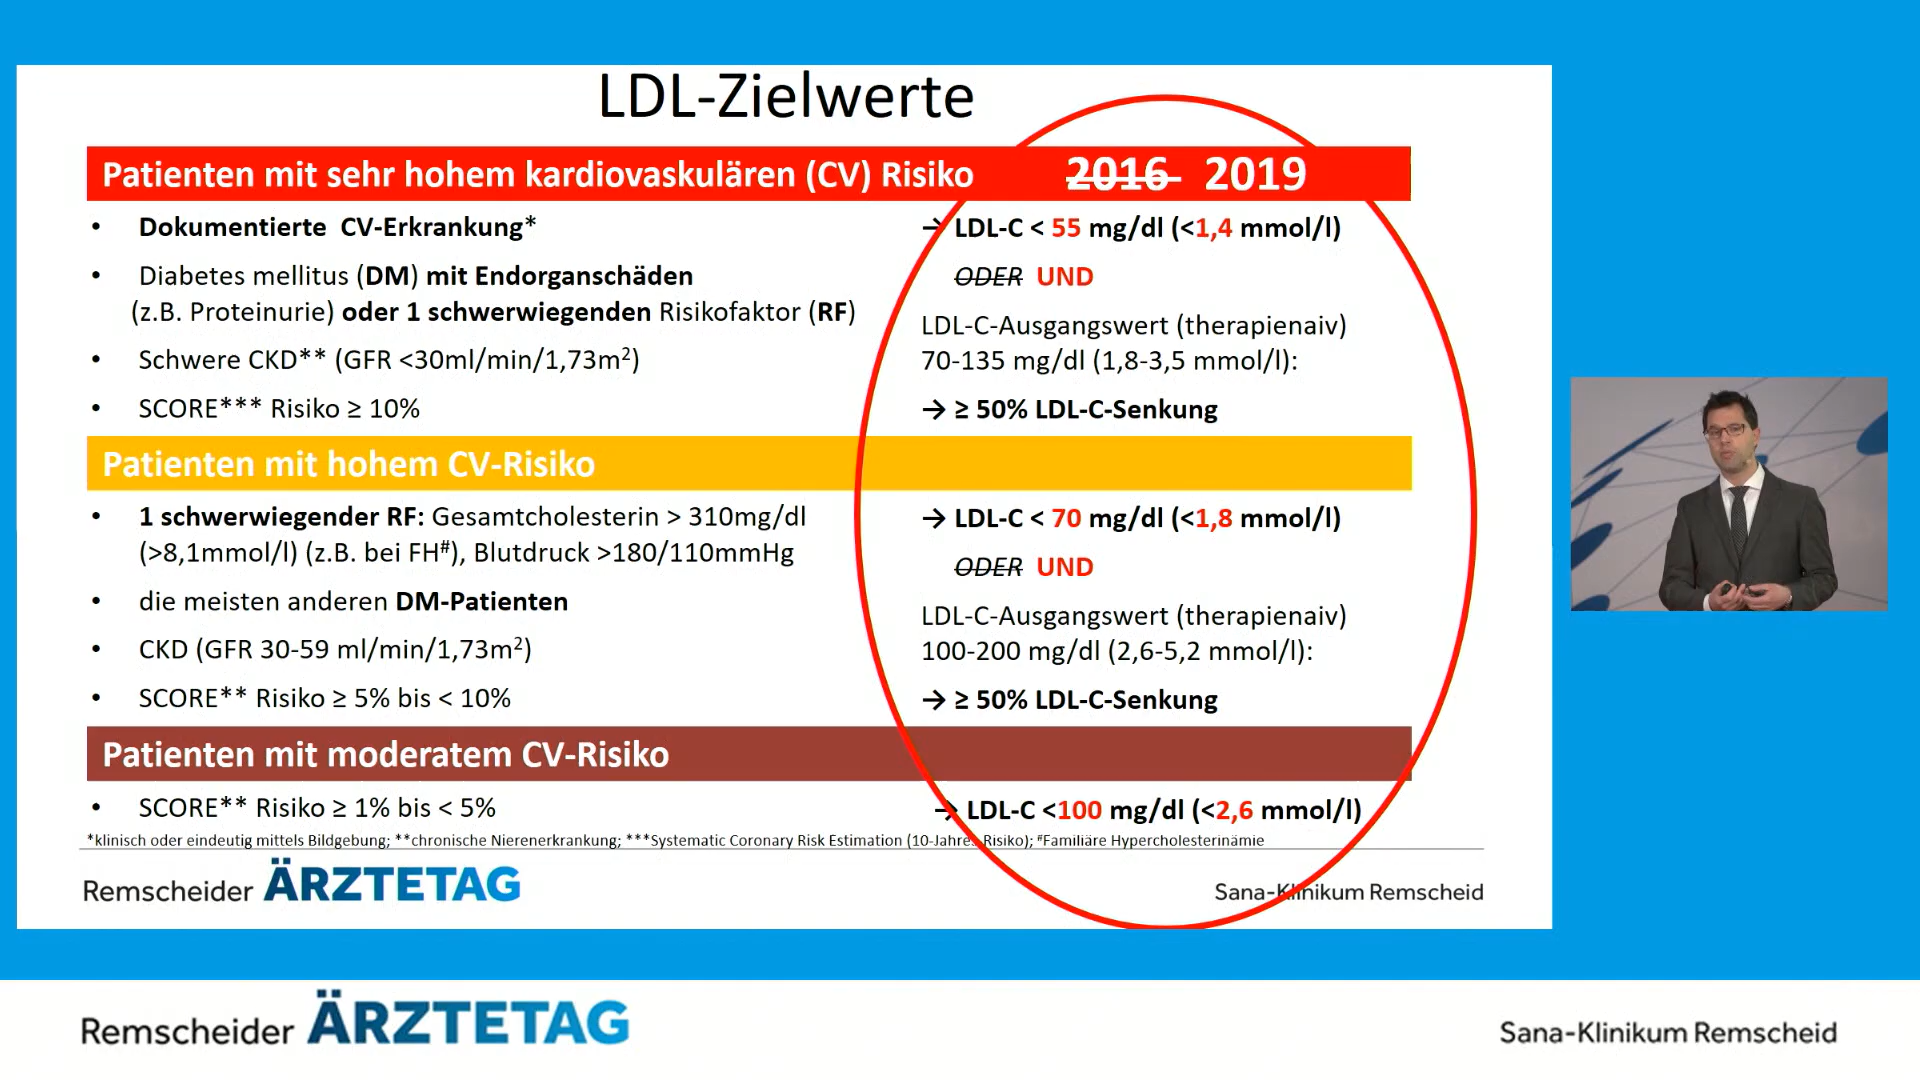 LDL-Zielwerte
Patienten mit sehr hohem kardiovaskulären (CV) Risiko 2016 2019
• Dokumentierte CV-Erkrankung* → LDL-C < 55 mg/dl (<1,4 mmol/l)
• Diabetes mellitus (DM) mit Endorganschäden ODER UND
(z.B. Proteinurie) oder 1 schwerwiegenden Risikofaktor (RF) LDL-C-Ausgangswert (therapienaiv)
• Schwere CKD** (GFR <30ml/min/1,73m²) 70-135 mg/dl (1,8-3,5 mmol/l):
• SCORE*** Risiko ≥ 10% → ≥ 50% LDL-C-Senkung
Patienten mit hohem CV-Risiko
• 1 schwerwiegender RF: Gesamtcholesterin > 310mg/dl → LDL-C < 70 mg/dl (<1,8 mmol/l)
(>8,1mmol/l) (z.B. bei FH#), Blutdruck >180/110mmHg ODER UND
• die meisten anderen DM-Patienten LDL-C-Ausgangswert (therapienaiv)
• CKD (GFR 30-59 ml/min/1,73m²) 100-200 mg/dl (2,6-5,2 mmol/l):
• SCORE** Risiko ≥ 5% bis < 10% → ≥ 50% LDL-C-Senkung
Patienten mit moderatem CV-Risiko
• SCORE** Risiko ≥ 1% bis < 5% → LDL-C <100 mg/dl (<2,6 mmol/l)
*klinisch oder eindeutig mittels Bildgebung; **chronische Nierenerkrankung; ***Systematic Coronary Risk Estimation (10-Jahres Risiko); #Familiäre Hypercholesterinämie
Remscheider ÄRZTETAG Sana-Klinikum Remscheid
Remscheider ÄRZTETAG Sana-Klinikum Remscheid